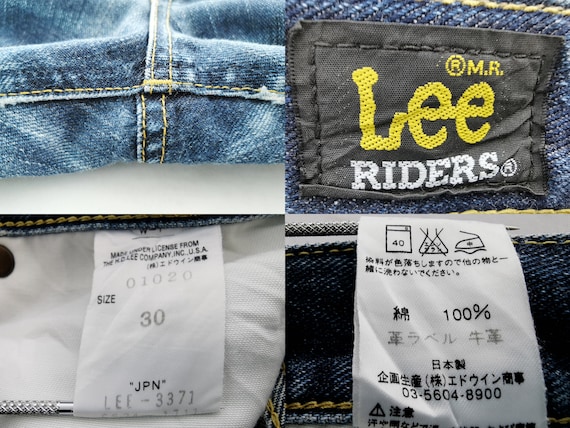 ®M.R.
Lee
RIDERS®
W
MADE UNDER LICENSE FROM
THE H.D.LEE COMPANY, INC., U.S.A.
(株)エドウイン商事
01020
SIZE
30
"JPN"
LEE-3371
40
染料が色落ちしますので他の物と一
緒に洗わないでください。
綿 100%
革ラベル 牛革
日本製
企画生産(株)エドウイン商事
03-5604-8900
注意